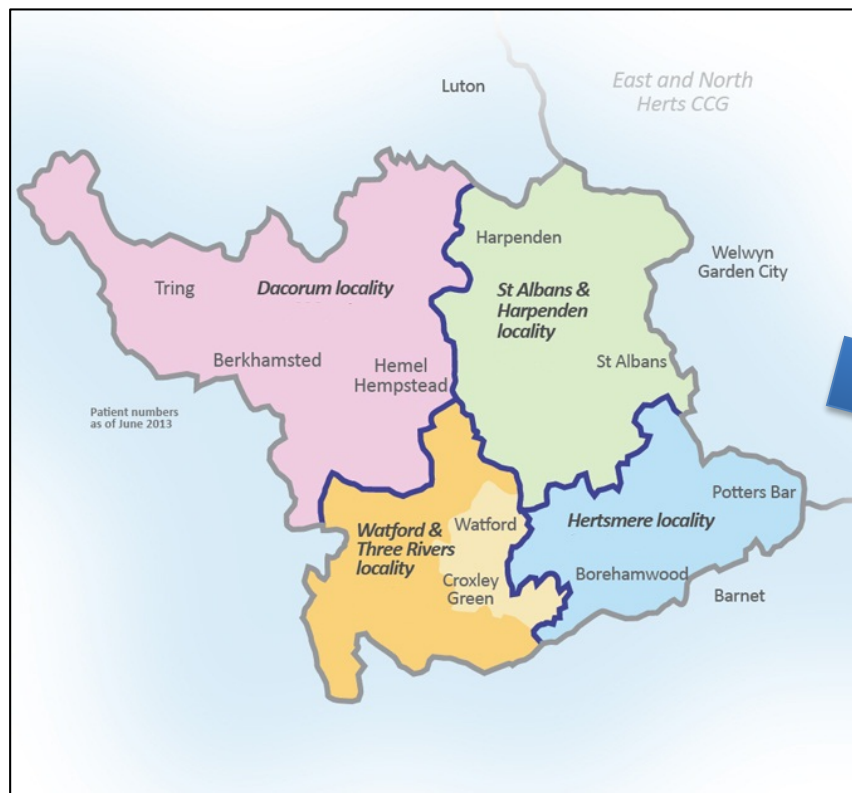 Luton
East and North
Herts CCG
Harpenden
Welwyn
Garden City
Tring
Dacorum locality
St Albans &
Harpenden
locality
Berkhamsted
Hemel
Hempstead
St Albans
Patient numbers
as of June 2013
Potters Bar
Watford &
Three Rivers
locality
Watford
Hertsmere locality
Croxley
Green
Borehamwood
Barnet